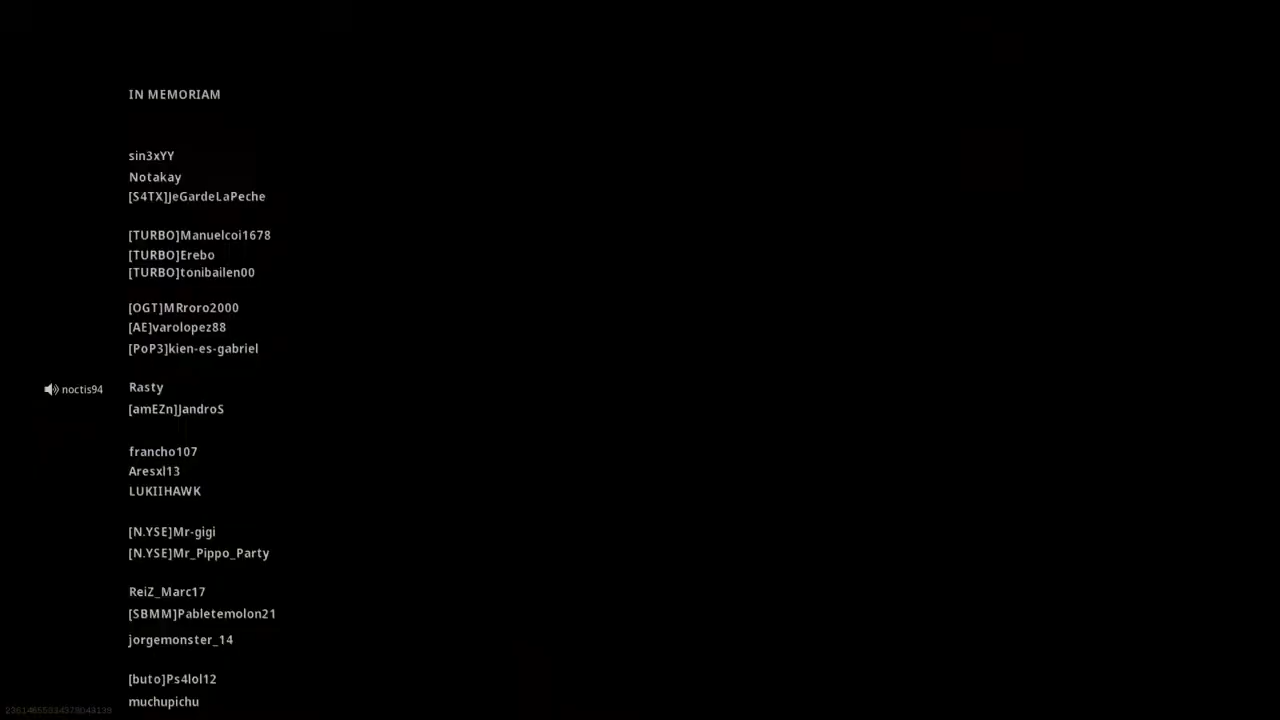 IN MEMORIAM
sin3xYY
Notakay
[S4TX]JeGardeLaPeche
[TURBO]Manuelcoi1678
[TURBO]Erebo
[TURBO]tonibailen00
[OGT]MRroro2000
[AE]varolopez88
[PoP3]kien-es-gabriel
noctis94
Rasty
[amEZn]JandroS
francho107
Aresxl13
LUKIIHAWK
[N.YSE]Mr-gigi
[N.YSE]Mr_Pippo_Party
ReiZ_Marc17
[SBMM]Pabletemolon21
jorgemonster_14
[buto]Ps4lol12
muchupichu